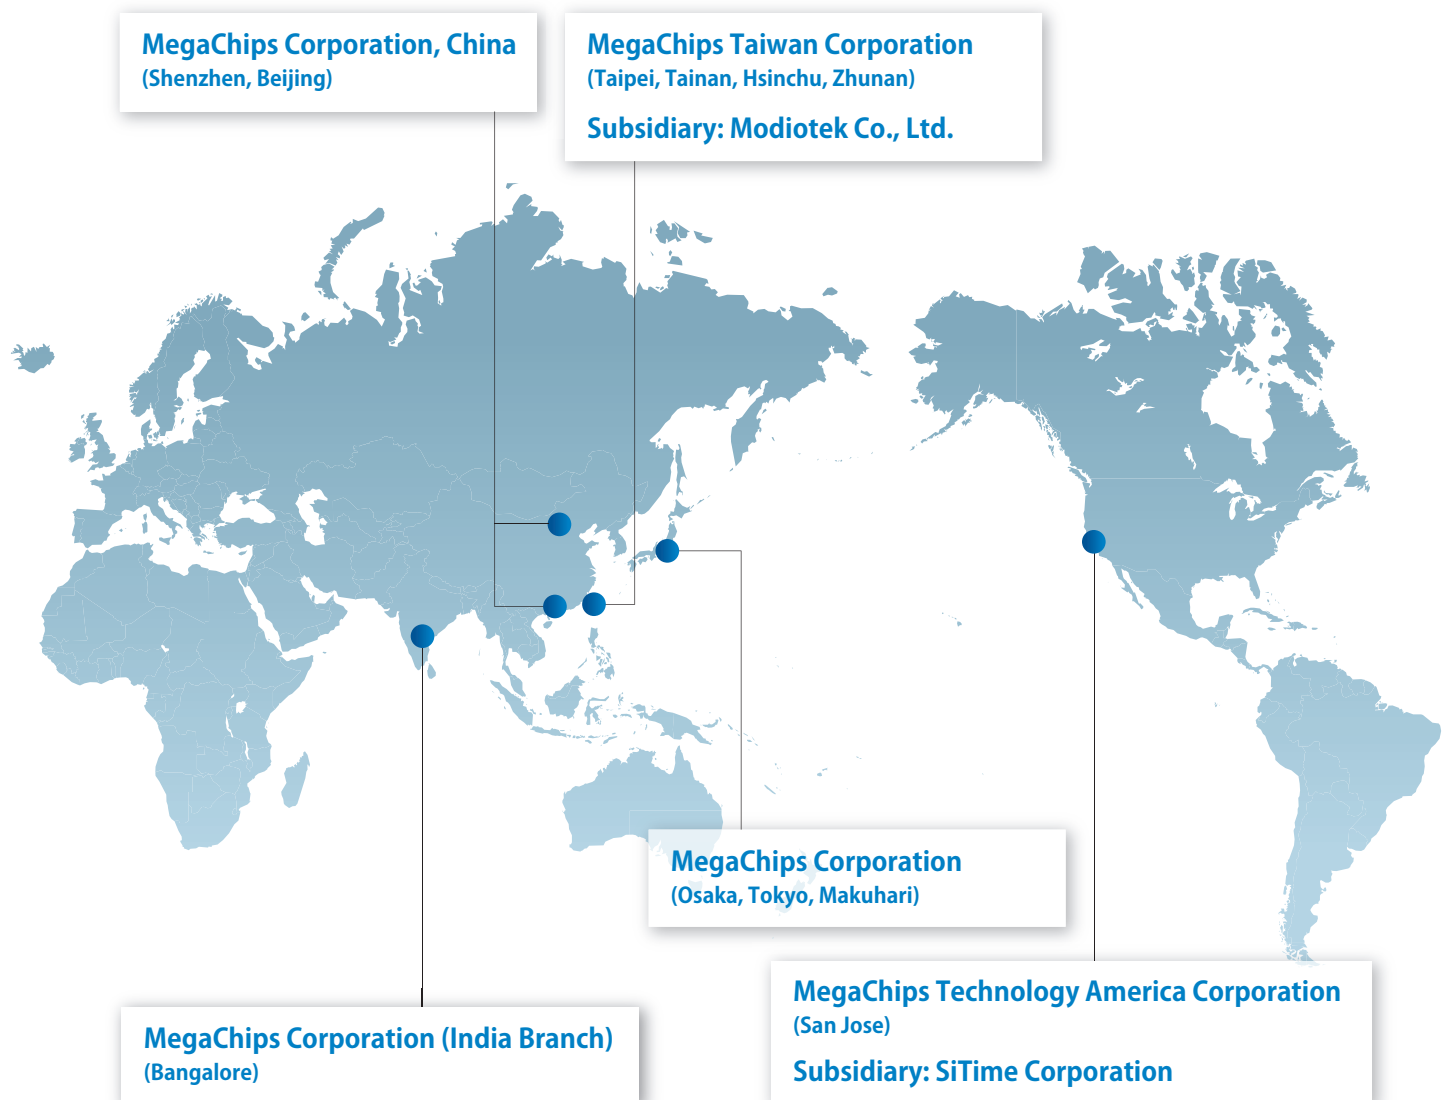 MegaChips Corporation, China
(Shenzhen, Beijing)
MegaChips Taiwan Corporation
(Taipei, Tainan, Hsinchu, Zhunan)
Subsidiary: Modiotek Co., Ltd.
MegaChips Corporation
(Osaka, Tokyo, Makuhari)
MegaChips Technology America Corporation
(San Jose)
Subsidiary: SiTime Corporation
MegaChips Corporation (India Branch)
(Bangalore)